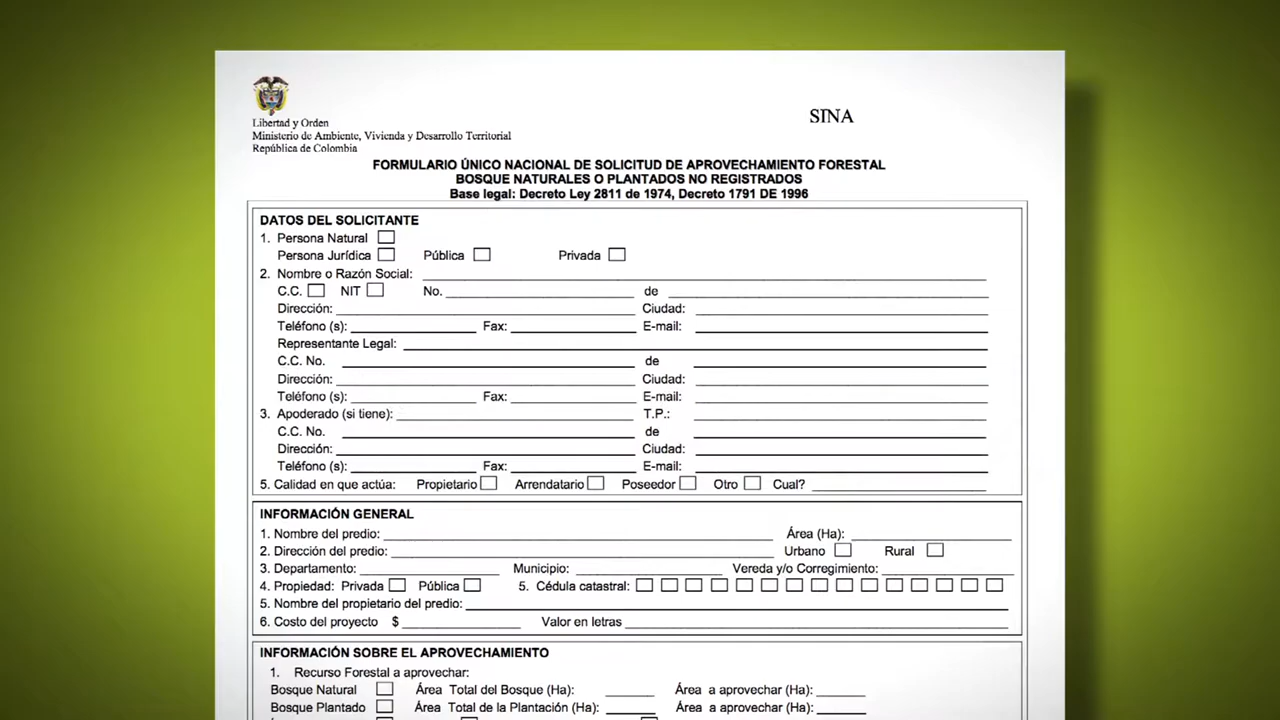 SINA
Libertad y Orden
Ministerio de Ambiente, Vivienda y Desarrollo Territorial
República de Colombia
FORMULARIO ÚNICO NACIONAL DE SOLICITUD DE APROVECHAMIENTO FORESTAL
BOSQUE NATURALES O PLANTADOS NO REGISTRADOS
Base legal: Decreto Ley 2811 de 1974, Decreto 1791 DE 1996
DATOS DEL SOLICITANTE
1. Persona Natural
Persona Jurídica Pública Privada
2. Nombre o Razón Social:
C.C. NIT No. de
Dirección: Ciudad:
Teléfono (s): Fax: E-mail:
Representante Legal:
C.C. No. de
Dirección: Ciudad:
Teléfono (s): Fax: E-mail:
3. Apoderado (si tiene): T.P.:
C.C. No. de
Dirección: Ciudad:
Teléfono (s): Fax: E-mail:
5. Calidad en que actúa: Propietario Arrendatario Poseedor Otro Cual?
INFORMACIÓN GENERAL
1. Nombre del predio: Área (Ha):
2. Dirección del predio: Urbano Rural
3. Departamento: Municipio: Vereda y/o Corregimiento:
4. Propiedad: Privada Pública 5. Cédula catastral:
5. Nombre del propietario del predio:
6. Costo del proyecto $ Valor en letras
INFORMACIÓN SOBRE EL APROVECHAMIENTO
1. Recurso Forestal a aprovechar:
Bosque Natural Área Total del Bosque (Ha): Área a aprovechar (Ha):
Bosque Plantado Área Total de la Plantación (Ha): Área a aprovechar (Ha):